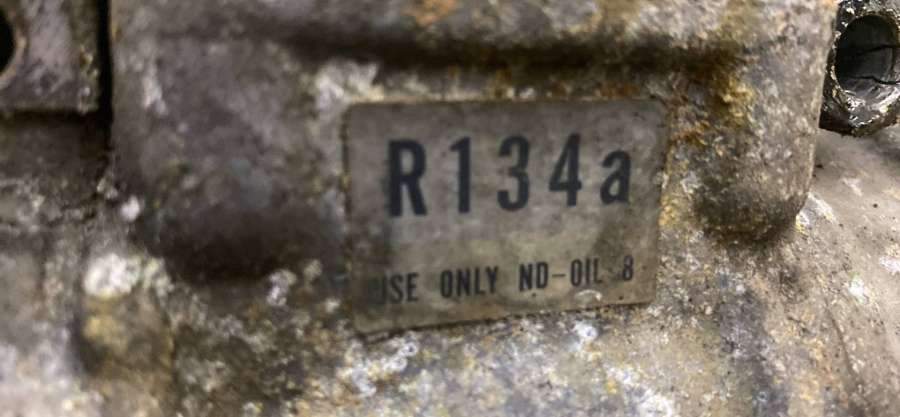 R134a
USE ONLY ND-OIL 8